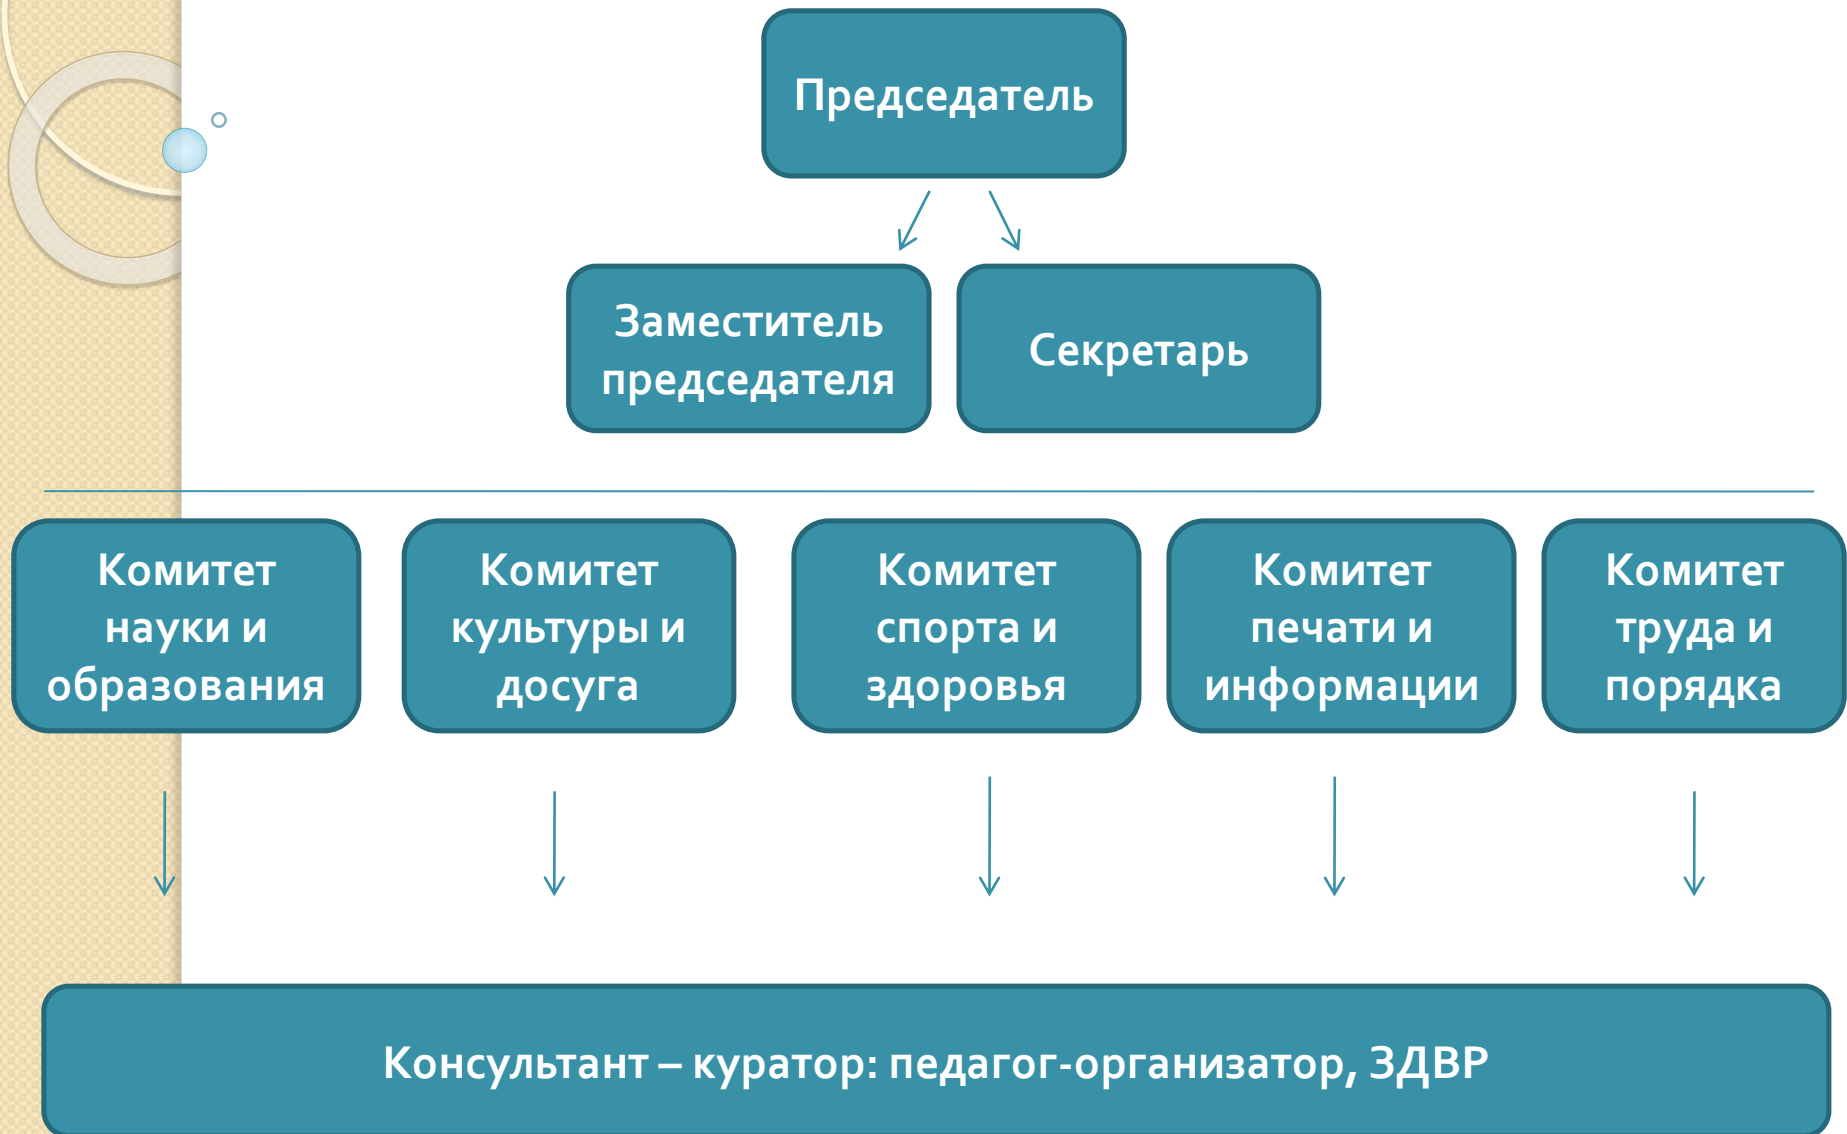 Председатель
Заместитель
председателя
Секретарь
Комитет
науки и
образования
Комитет
культуры и
досуга
Комитет
спорта и
здоровья
Комитет
печати и
информации
Комитет
труда и
порядка
Консультант – куратор: педагог-организатор, ЗДВР